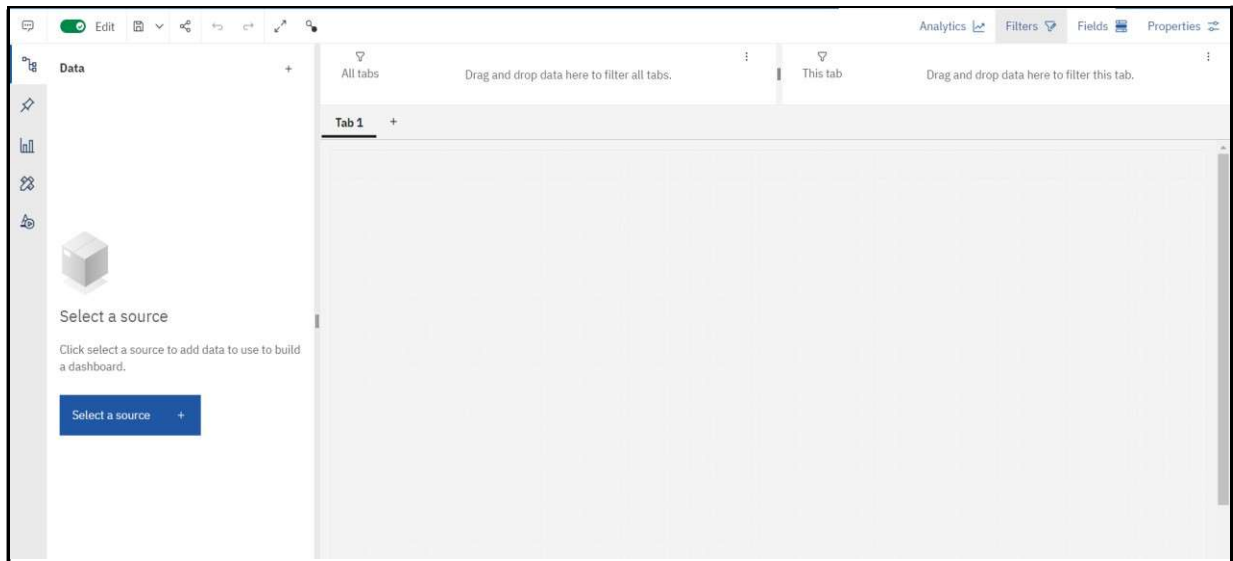 Edit
Analytics
Filters
Fields
Properties
Data
+
All tabs
Drag and drop data here to filter all tabs.
This tab
Drag and drop data here to filter this tab.
Tab 1
+
Select a source
Click select a source to add data to use to build
a dashboard.
Select a source +